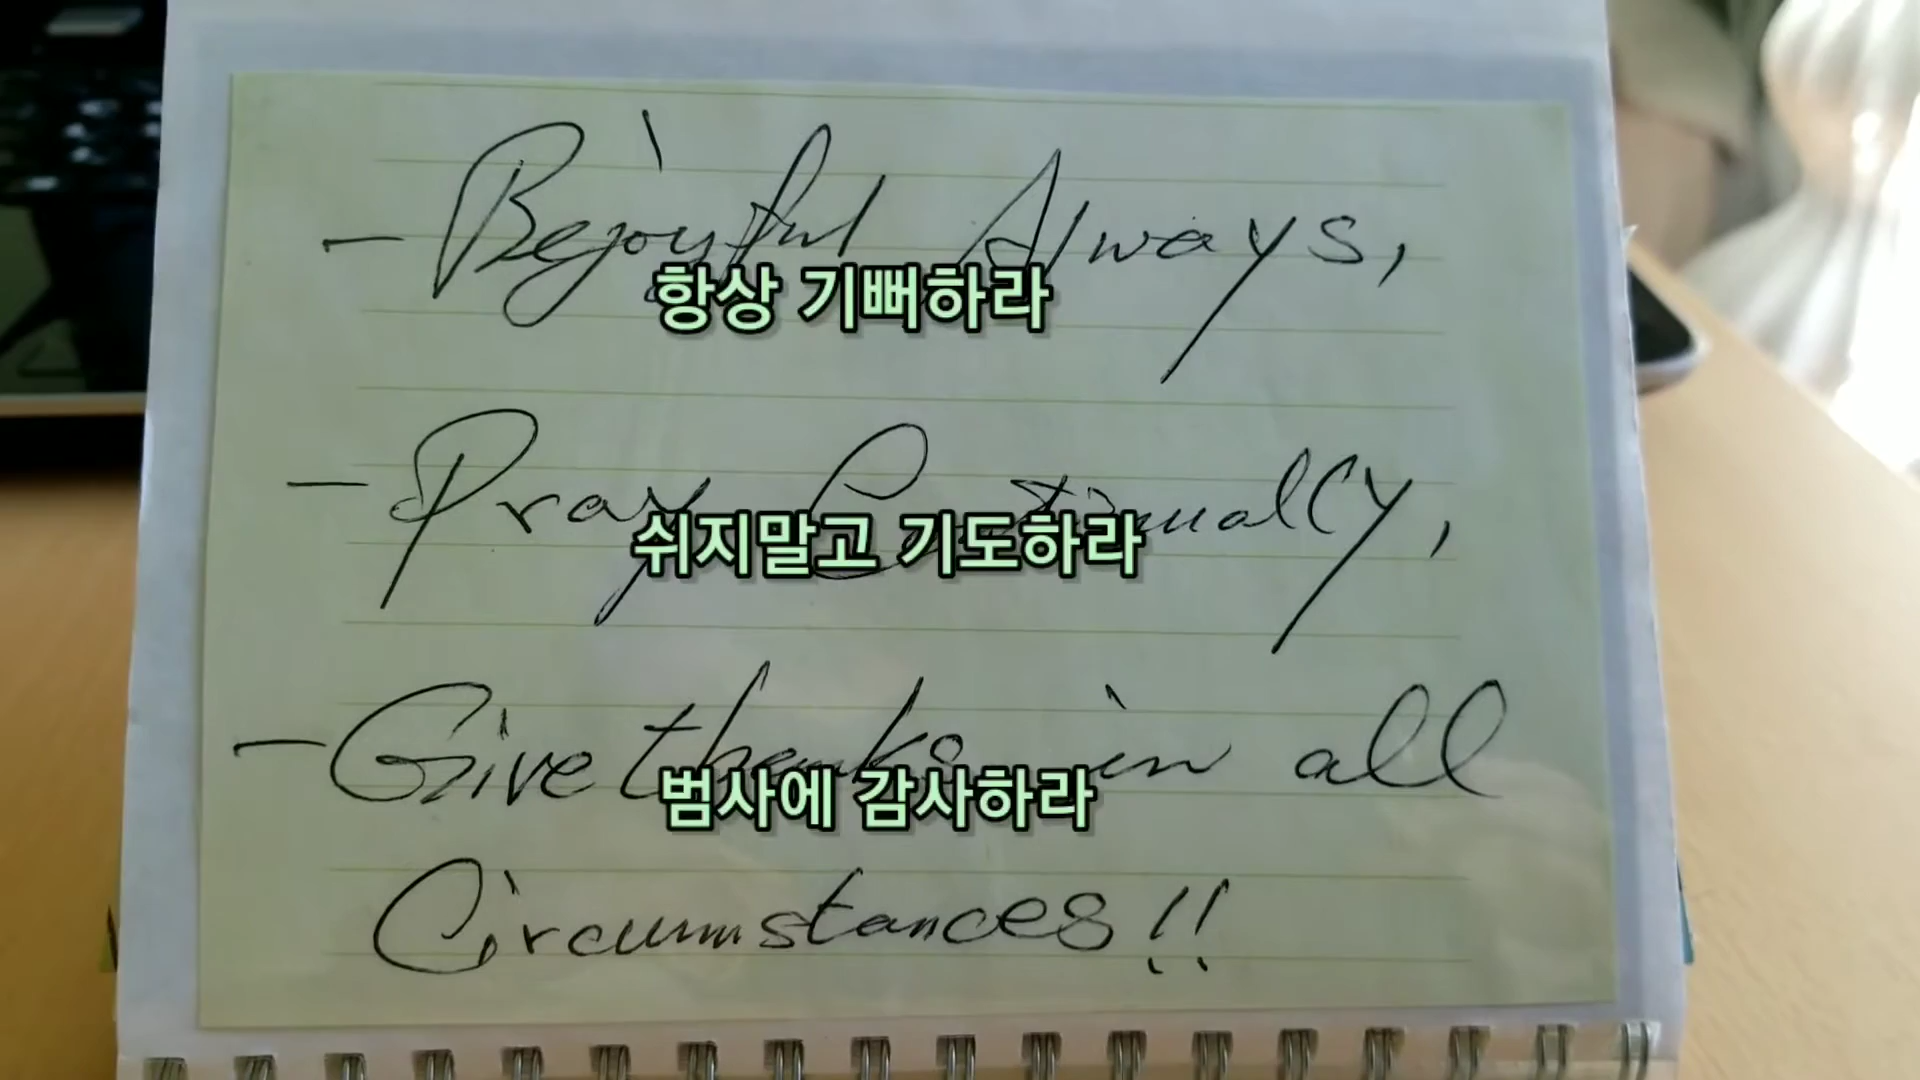 - Be joyful Always,
항상 기뻐하라
- Pray Continually,
쉬지말고 기도하라
- Give thanks in all
범사에 감사하라
Circumstances!!